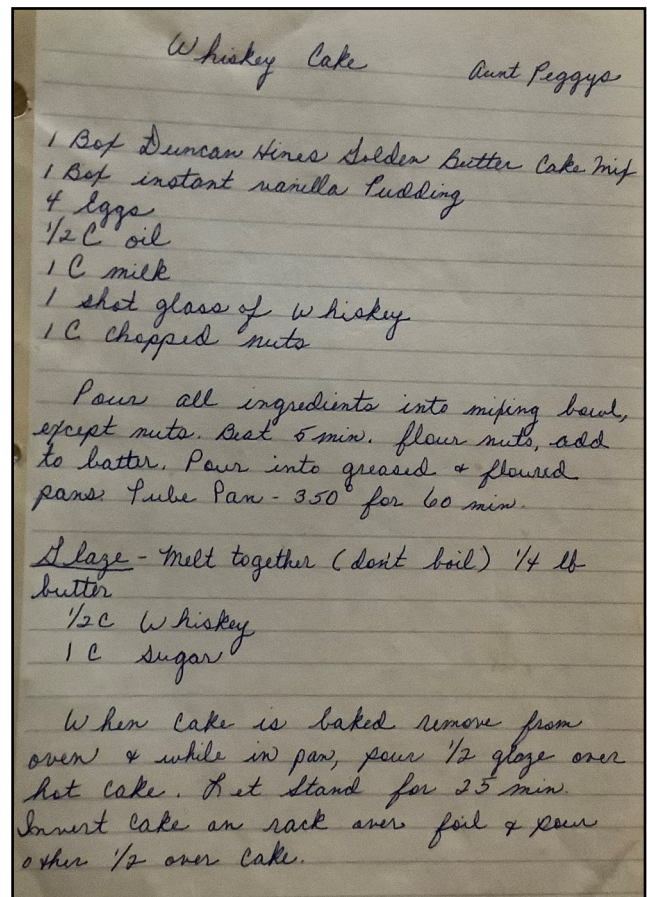 Whiskey Cake Aunt Peggys
1 Box Duncan Hines Golden Butter Cake Mix
1 Box instant vanilla Pudding
4 Eggs
1/2 C oil
1 C milk
1 shot glass of Whiskey
1 C chopped nuts
Pour all ingredients into mixing bowl,
except nuts. Beat 5 min. flour nuts, add
to batter. Pour into greased & floured
pans. Tube Pan - 350° for 60 min.
Glaze - Melt together (don't boil) 1/4 lb
butter
1/2 C Whiskey
1 C sugar
When Cake is baked remove from
oven & while in pan, pour 1/2 glaze over
hot cake. Let Stand for 25 min.
Invert Cake on rack over foil & pour
other 1/2 over Cake.